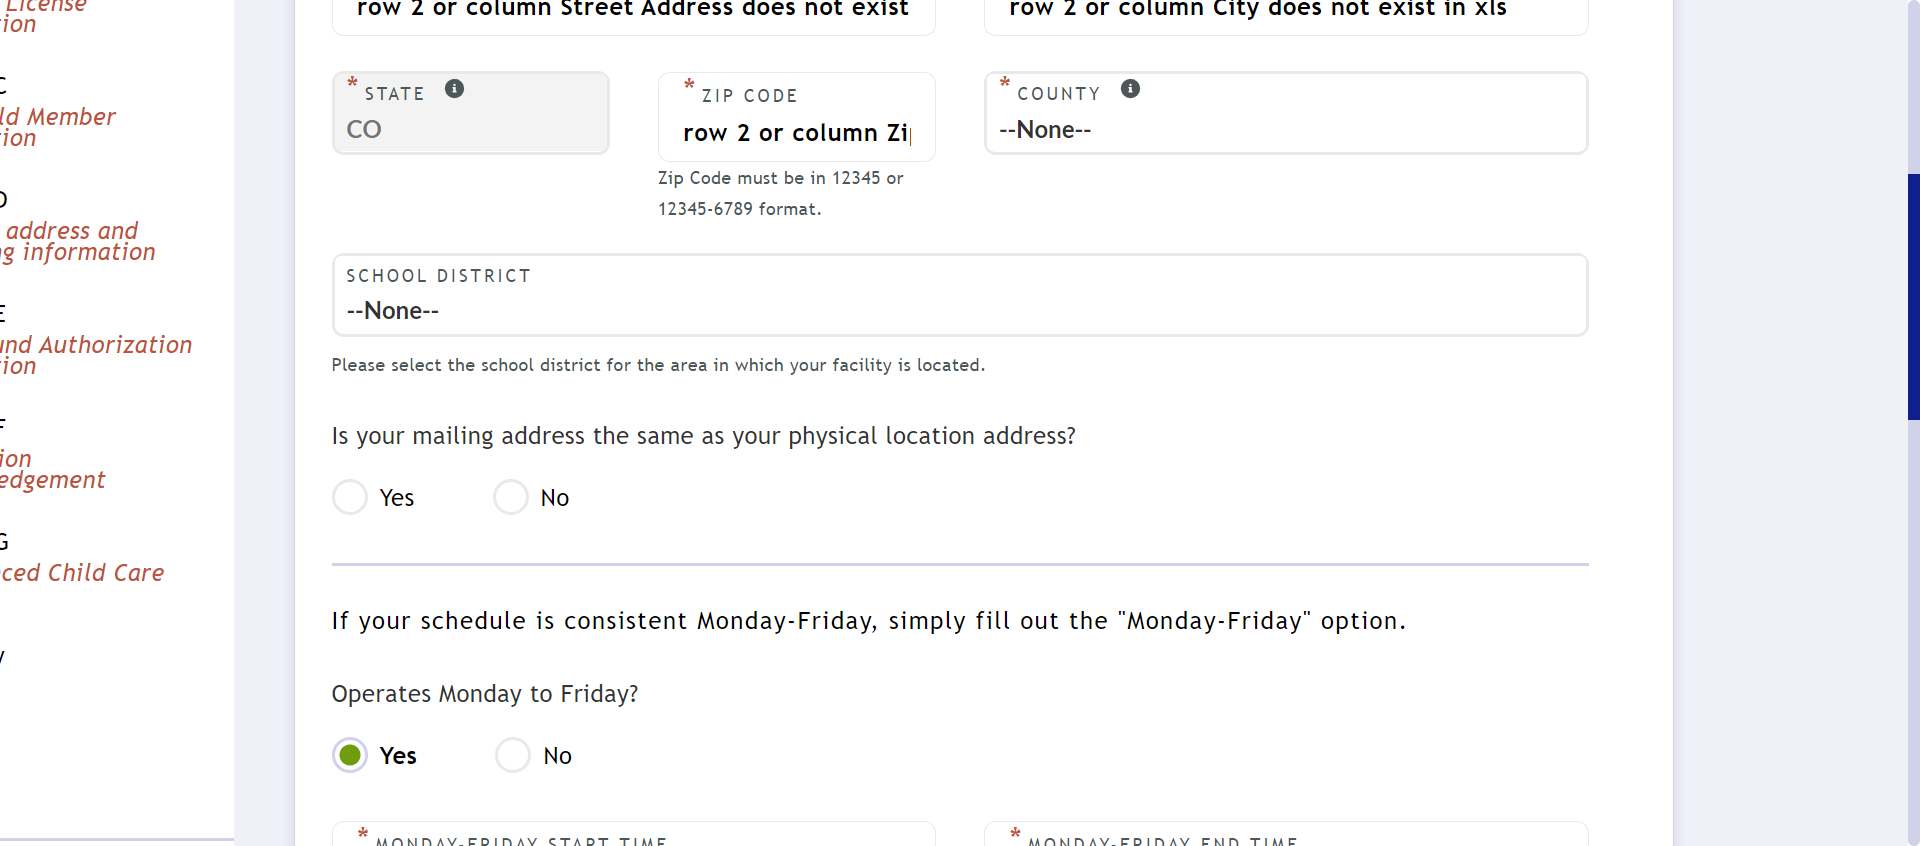 License
row 2 or column Street Address does not exist
row 2 or column City does not exist in xls
ion
* STATE
CO
* ZIP CODE
row 2 or column Zi
Zip Code must be in 12345 or
12345-6789 format.
* COUNTY
--None--
C
ld Member
ion
D
address and
g information
SCHOOL DISTRICT
--None--
Please select the school district for the area in which your facility is located.
E
und Authorization
ion
F
ion
edgement
Is your mailing address the same as your physical location address?
Yes
No
G
ced Child Care
If your schedule is consistent Monday-Friday, simply fill out the "Monday-Friday" option.
y
Operates Monday to Friday?
Yes
No
* MONDAY-FRIDAY START TIME
* MONDAY-FRIDAY END TIME